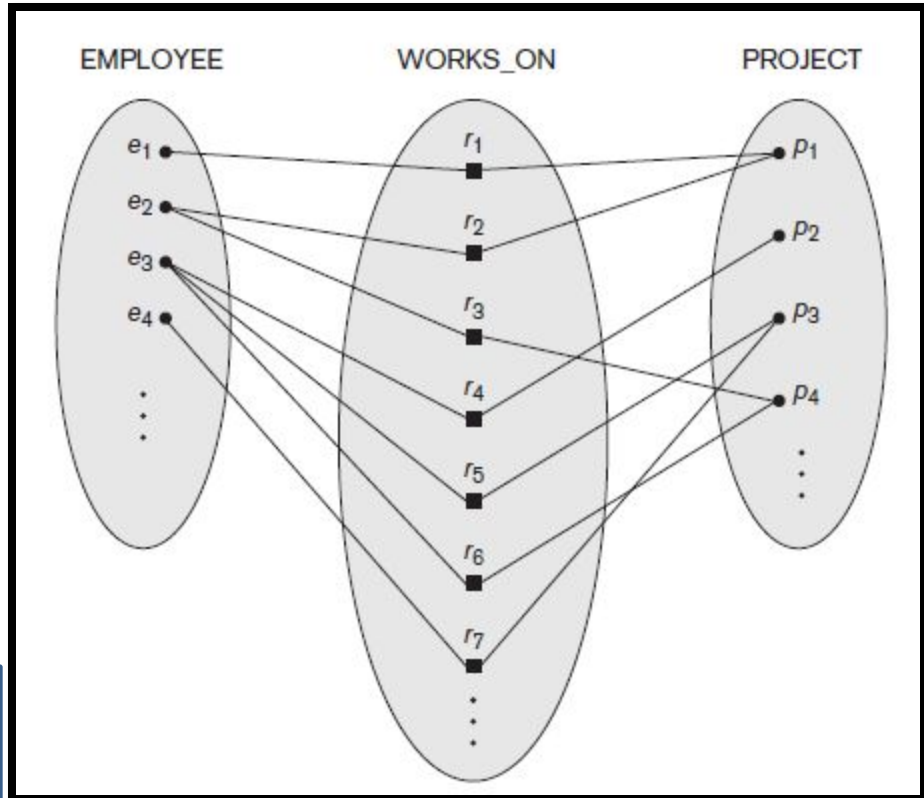 EMPLOYEE WORKS_ON PROJECT
e1 r1 p1
e2 r2 p2
e3 r3 p3
e4 r4 p4
r5
r6
r7